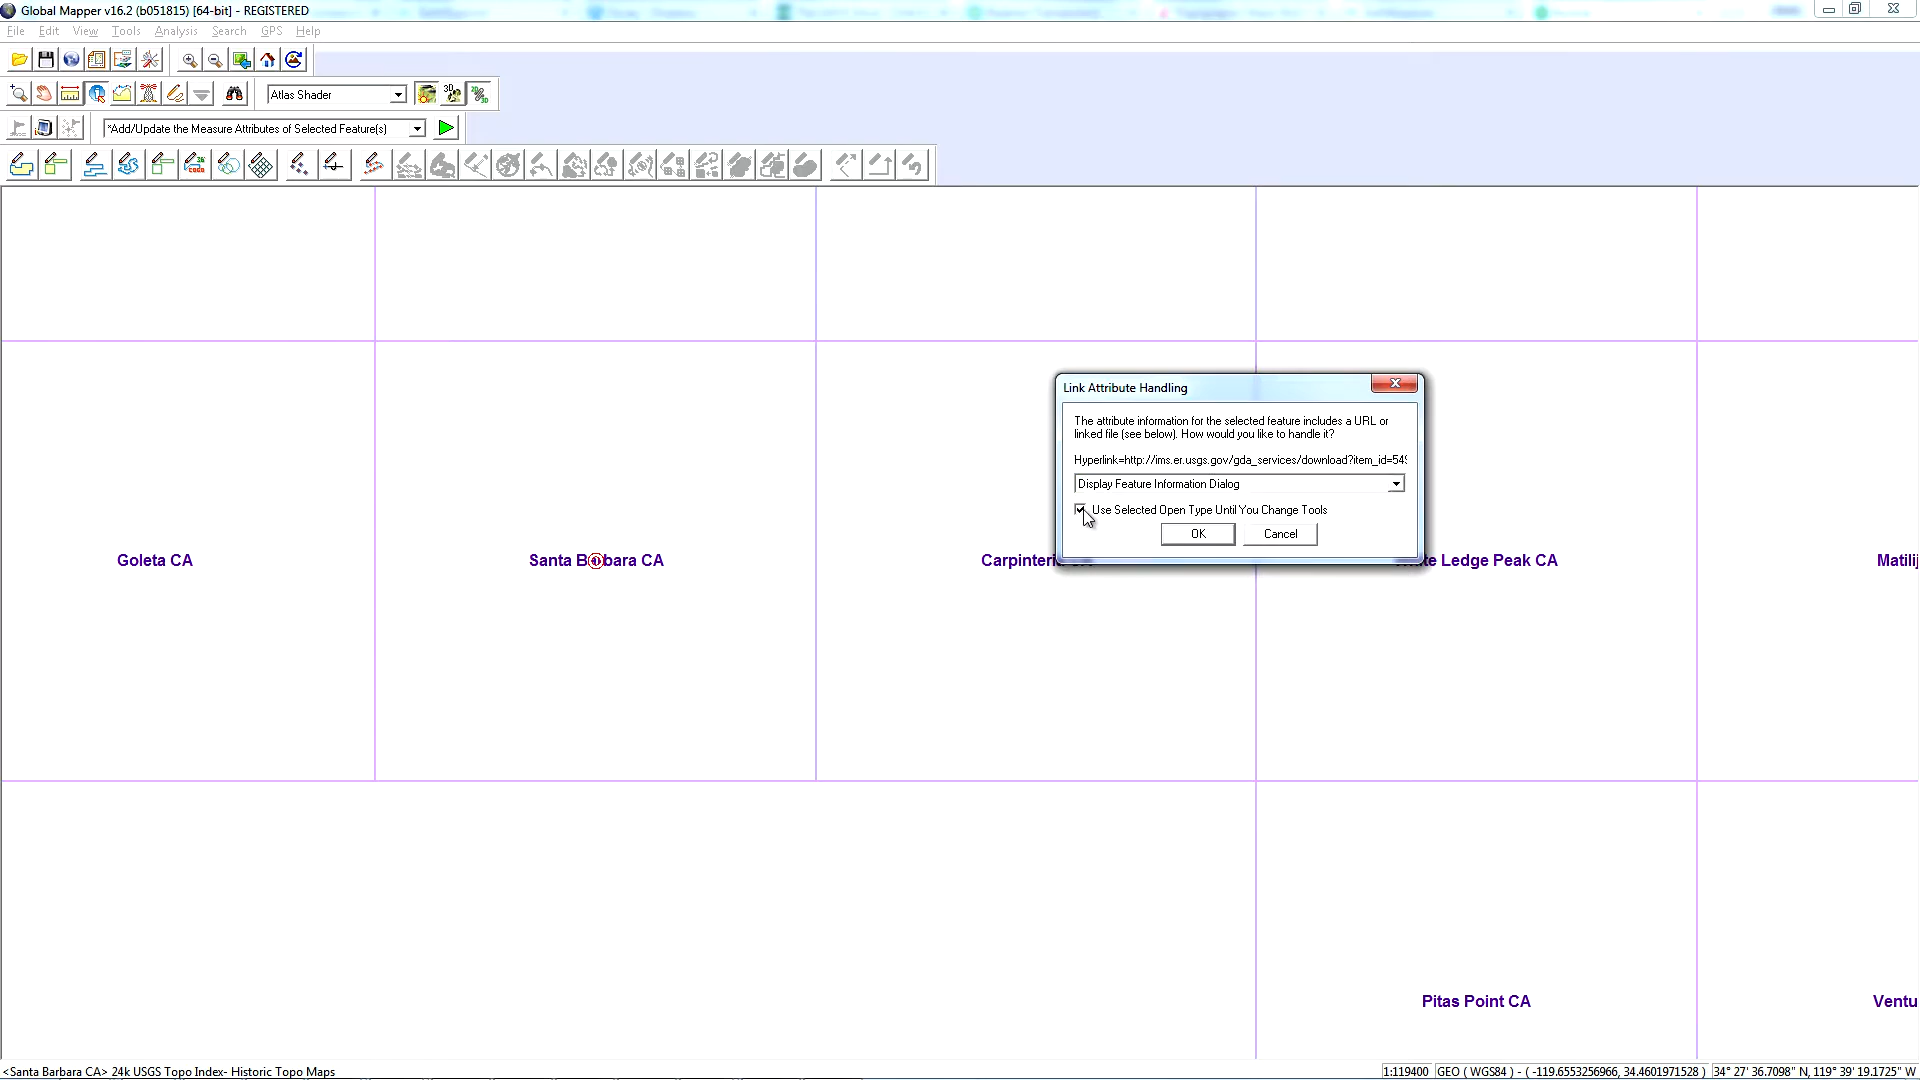 Global Mapper v16.2 (b051815) [64-bit] - REGISTERED
File Edit View Tools Analysis Search GPS Help
Atlas Shader
3D
*Add/Update the Measure Attributes of Selected Feature(s)
Link Attribute Handling
The attribute information for the selected feature includes a URL or
linked file (see below). How would you like to handle it?
Hyperlink=http://ims.er.usgs.gov/gda_services/download?item_id=549
Display Feature Information Dialog
Use Selected Open Type Until You Change Tools
OK Cancel
Goleta CA
Santa Barbara CA
Carpinteri
te Ledge Peak CA
Matilij
Pitas Point CA
Ventu
<Santa Barbara CA> 24k USGS Topo Index- Historic Topo Maps
1:119400 GEO ( WGS84 ) - ( -119.6553256966, 34.4601971528 ) 34° 27' 36.7098" N, 119° 39' 19.1725" W